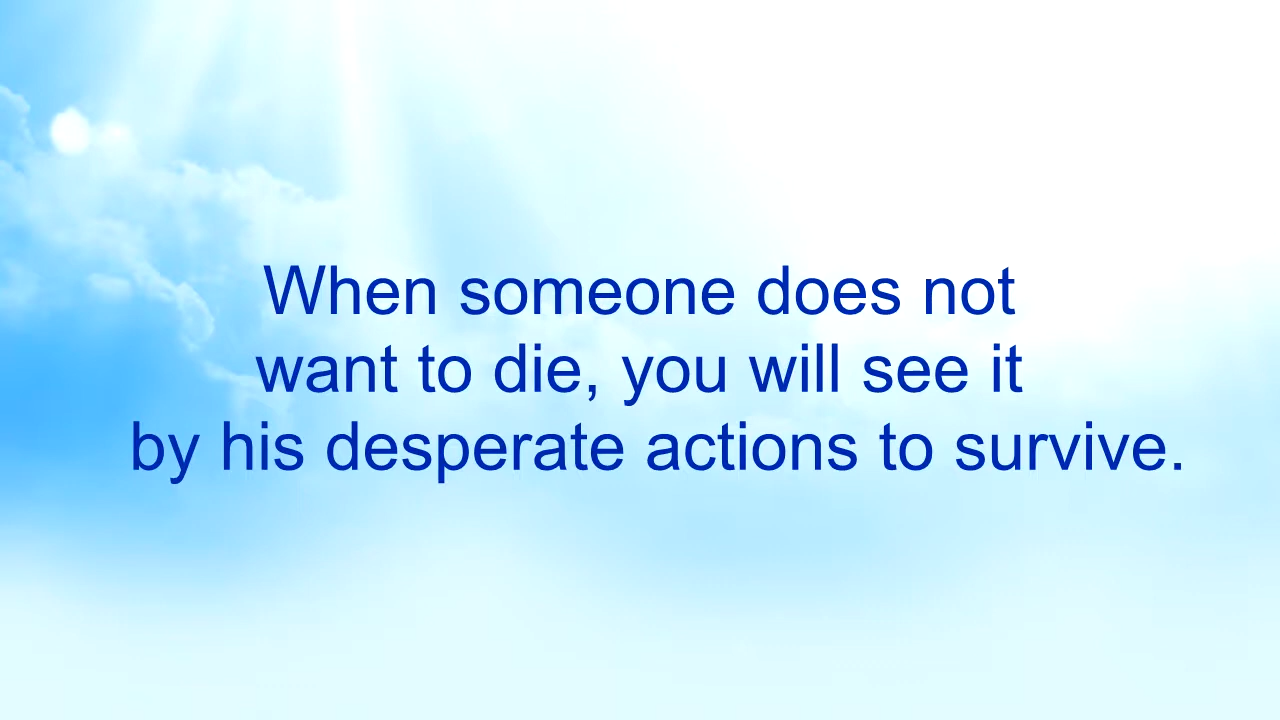 When someone does not
want to die, you will see it
by his desperate actions to survive.